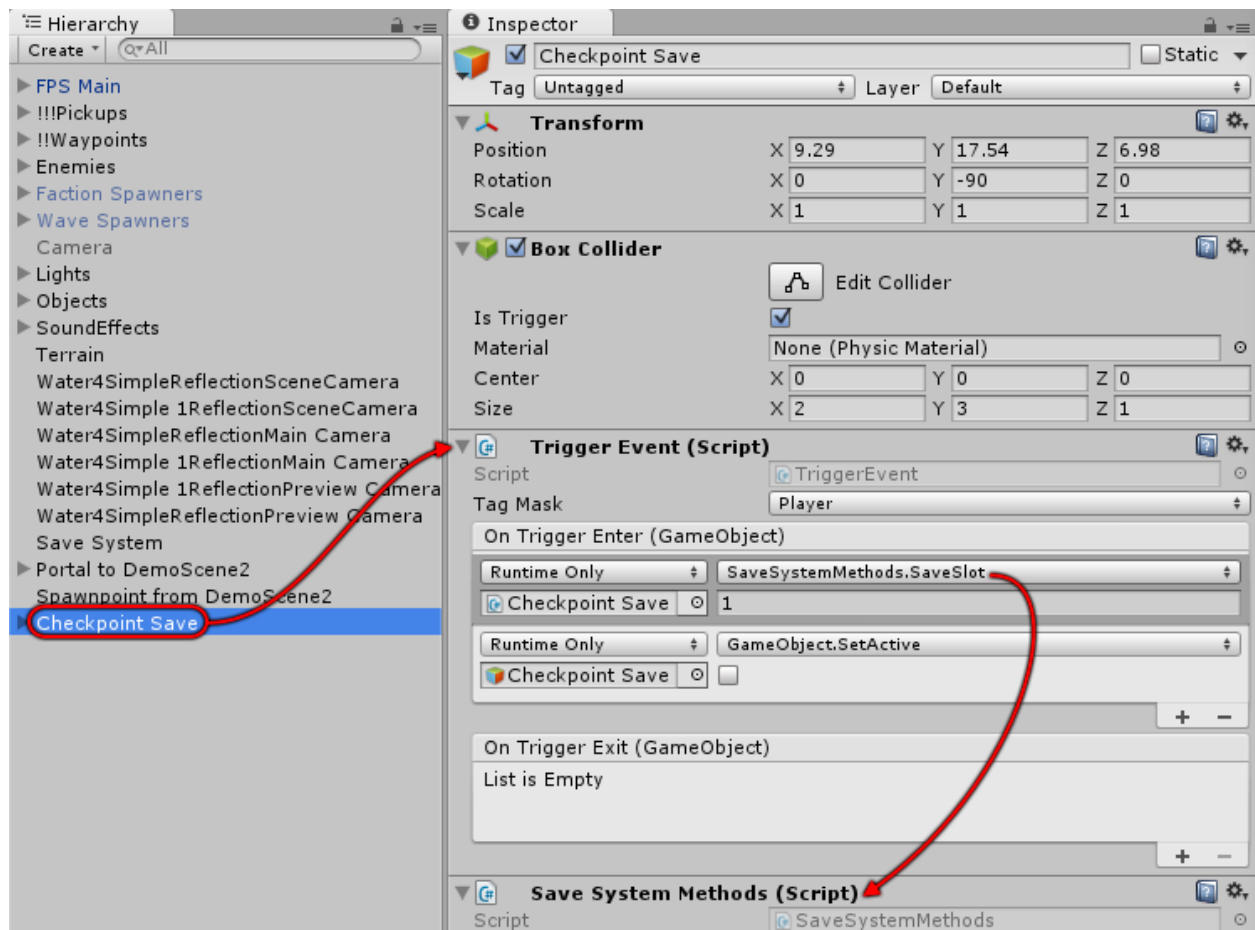 Hierarchy
Create
All
FPS Main
!!!Pickups
!!Waypoints
Enemies
Faction Spawners
Wave Spawners
Camera
Lights
Objects
SoundEffects
Terrain
Water4SimpleReflectionSceneCamera
Water4Simple 1ReflectionSceneCamera
Water4SimpleReflectionMain Camera
Water4Simple 1ReflectionMain Camera
Water4Simple 1ReflectionPreview Camera
Water4SimpleReflectionPreview Camera
Save System
Portal to DemoScene2
Spawnpoint from DemoScene2
Checkpoint Save
Inspector
Checkpoint Save Static
Tag Untagged Layer Default
Transform
Position X 9.29 Y 17.54 Z 6.98
Rotation X 0 Y -90 Z 0
Scale X 1 Y 1 Z 1
Box Collider
Edit Collider
Is Trigger
Material None (Physic Material)
Center X 0 Y 0 Z 0
Size X 2 Y 3 Z 1
Trigger Event (Script)
Script TriggerEvent
Tag Mask Player
On Trigger Enter (GameObject)
Runtime Only SaveSystemMethods.SaveSlot
Checkpoint Save 1
Runtime Only GameObject.SetActive
Checkpoint Save
+ −
On Trigger Exit (GameObject)
List is Empty
+ −
Save System Methods (Script)
Script SaveSystemMethods